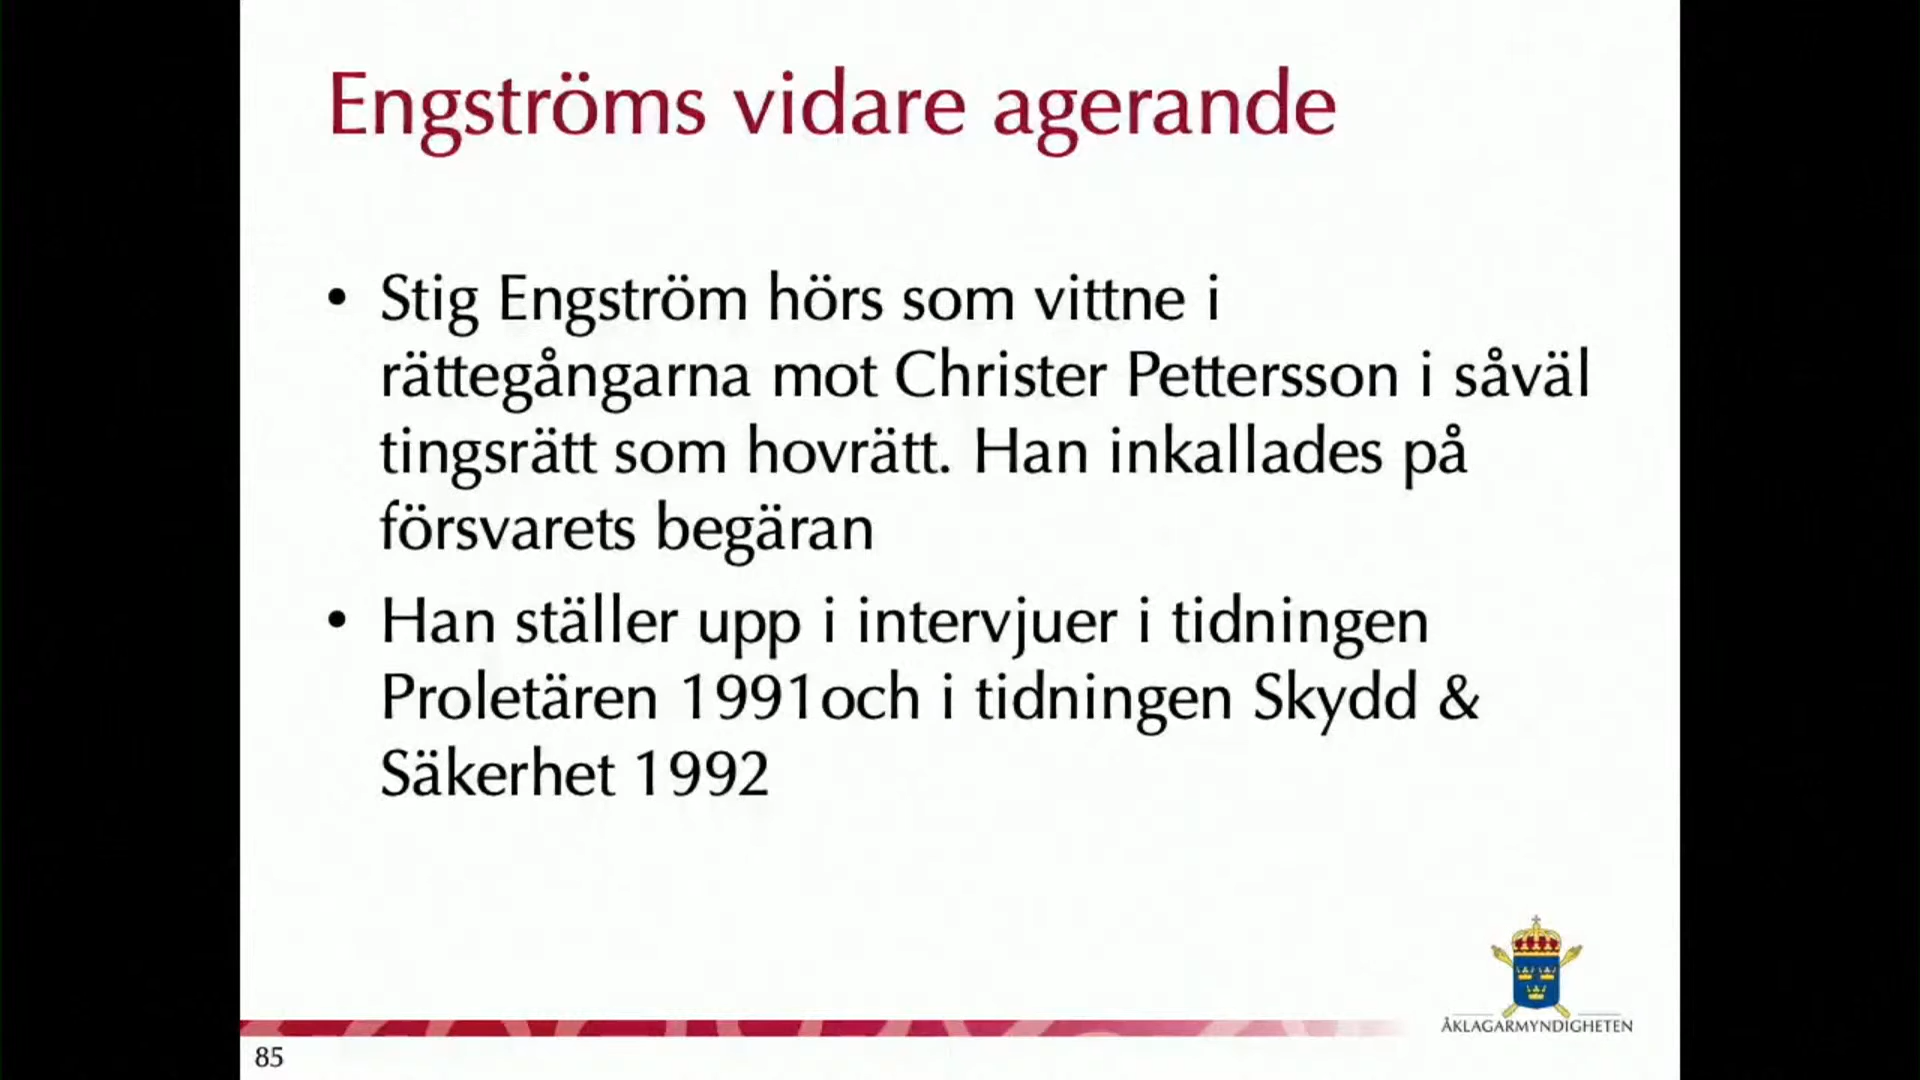 Engströms vidare agerande
• Stig Engström hörs som vittne i
rättegångarna mot Christer Pettersson i såväl
tingsrätt som hovrätt. Han inkallades på
försvarets begäran
• Han ställer upp i intervjuer i tidningen
Proletären 1991och i tidningen Skydd &
Säkerhet 1992
ÅKLAGARMYNDIGHETEN
85